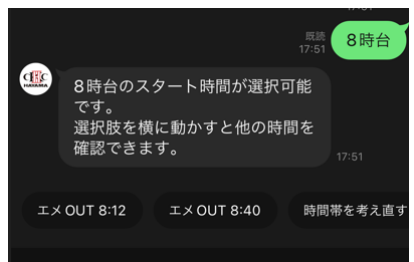 既読
17:51
8時台
CHC
HAYAMA
8時台のスタート時間が選択可能
です。
選択肢を横に動かすと他の時間を
確認できます。
17:51
エメ OUT 8:12
エメ OUT 8:40
時間帯を考え直す